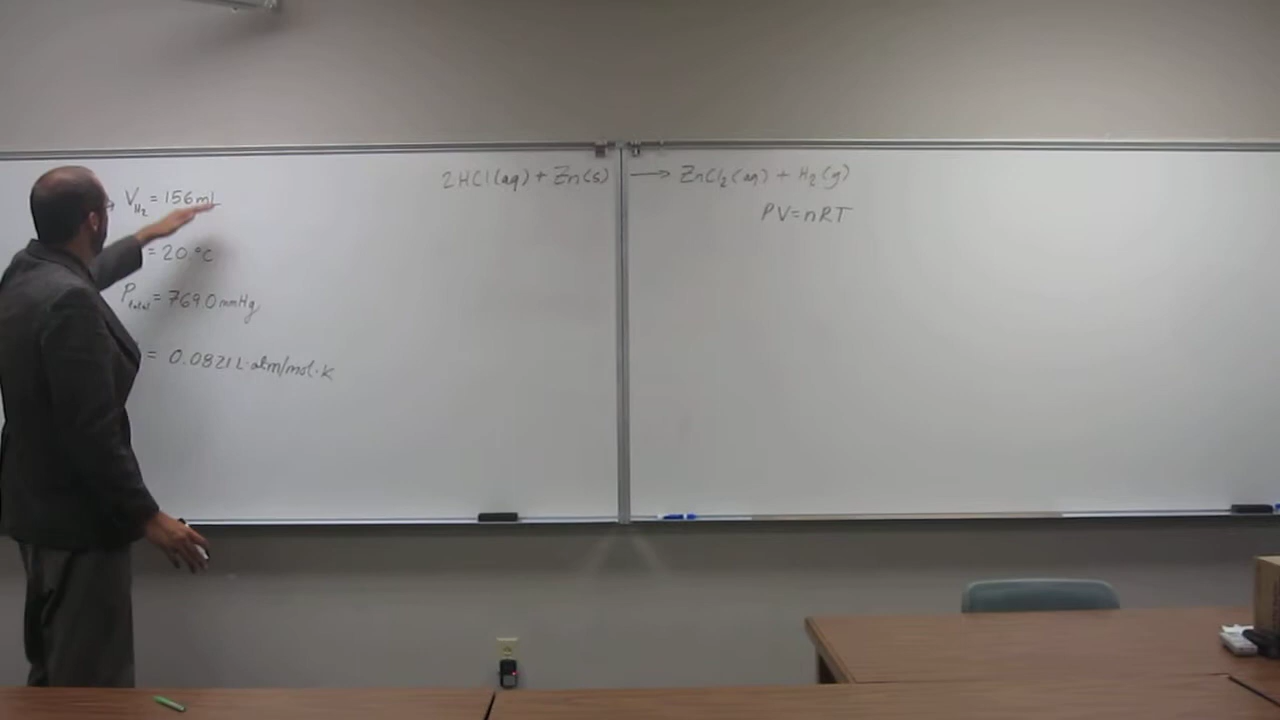 V_H₂ = 156 mL
= 20.°C
P_total = 769.0 mmHg
= 0.0821 L·atm/mol·K
2HCl(aq) + Zn(s) → ZnCl₂(aq) + H₂(g)
PV = nRT